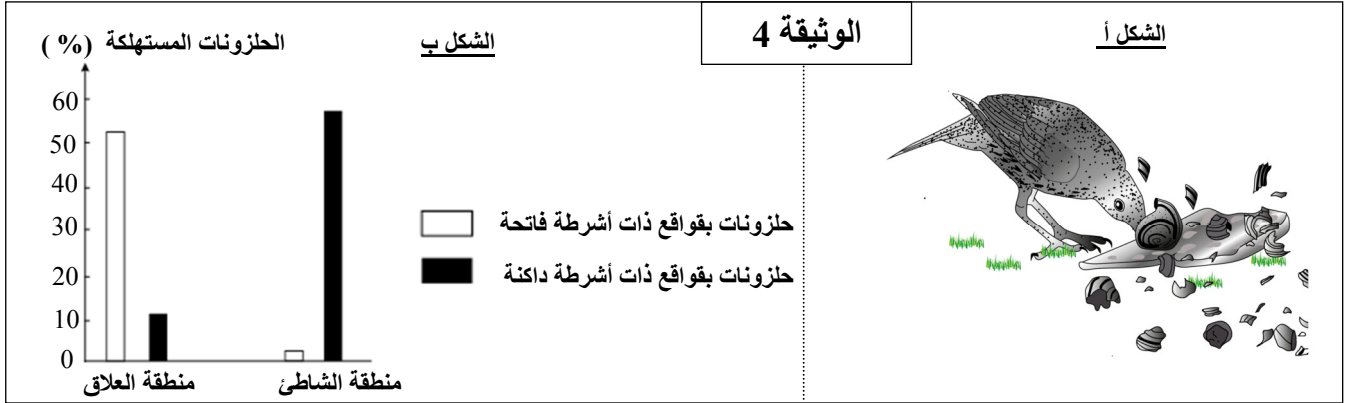 الوثيقة 4
الشكل أ
الشكل ب
الحلزونات المستهلكة (%)
60
50
40
30
20
10
0
منطقة العلاق
منطقة الشاطئ
حلزونات بقواقع ذات أشرطة فاتحة
حلزونات بقواقع ذات أشرطة داكنة